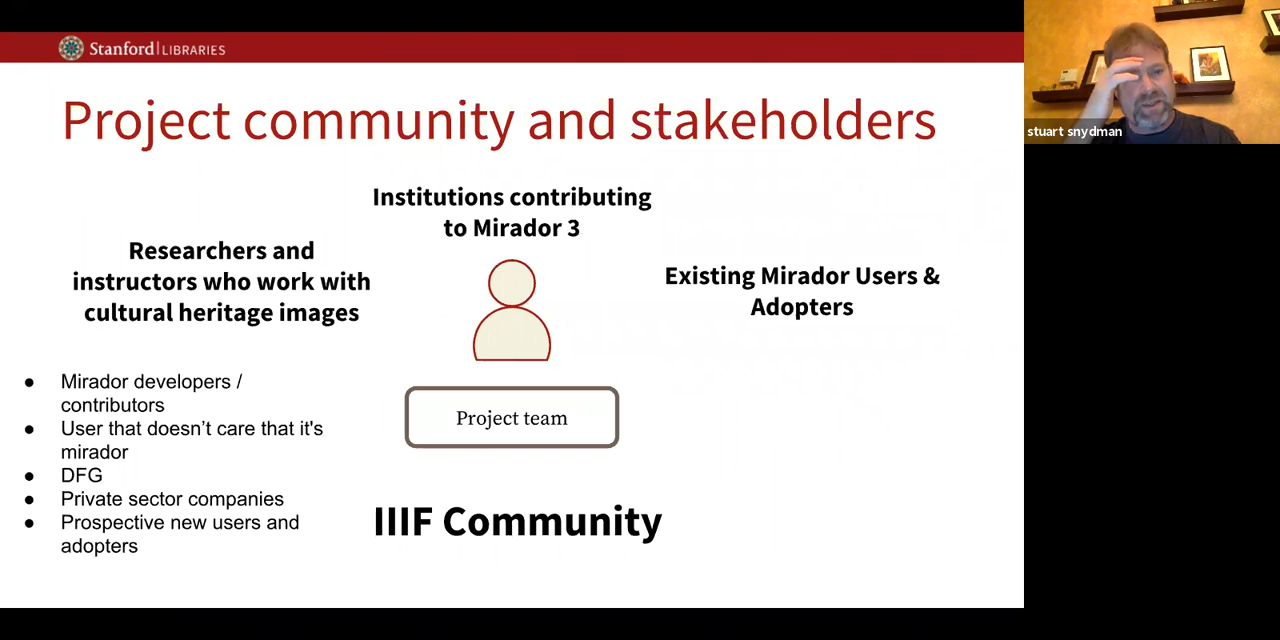 Stanford LIBRARIES
stuart snydman
Project community and stakeholders
Institutions contributing
to Mirador 3
Researchers and
instructors who work with
cultural heritage images
Existing Mirador Users &
Adopters
● Mirador developers /
contributors
● User that doesn’t care that it's
mirador
● DFG
● Private sector companies
● Prospective new users and
adopters
Project team
IIIF Community